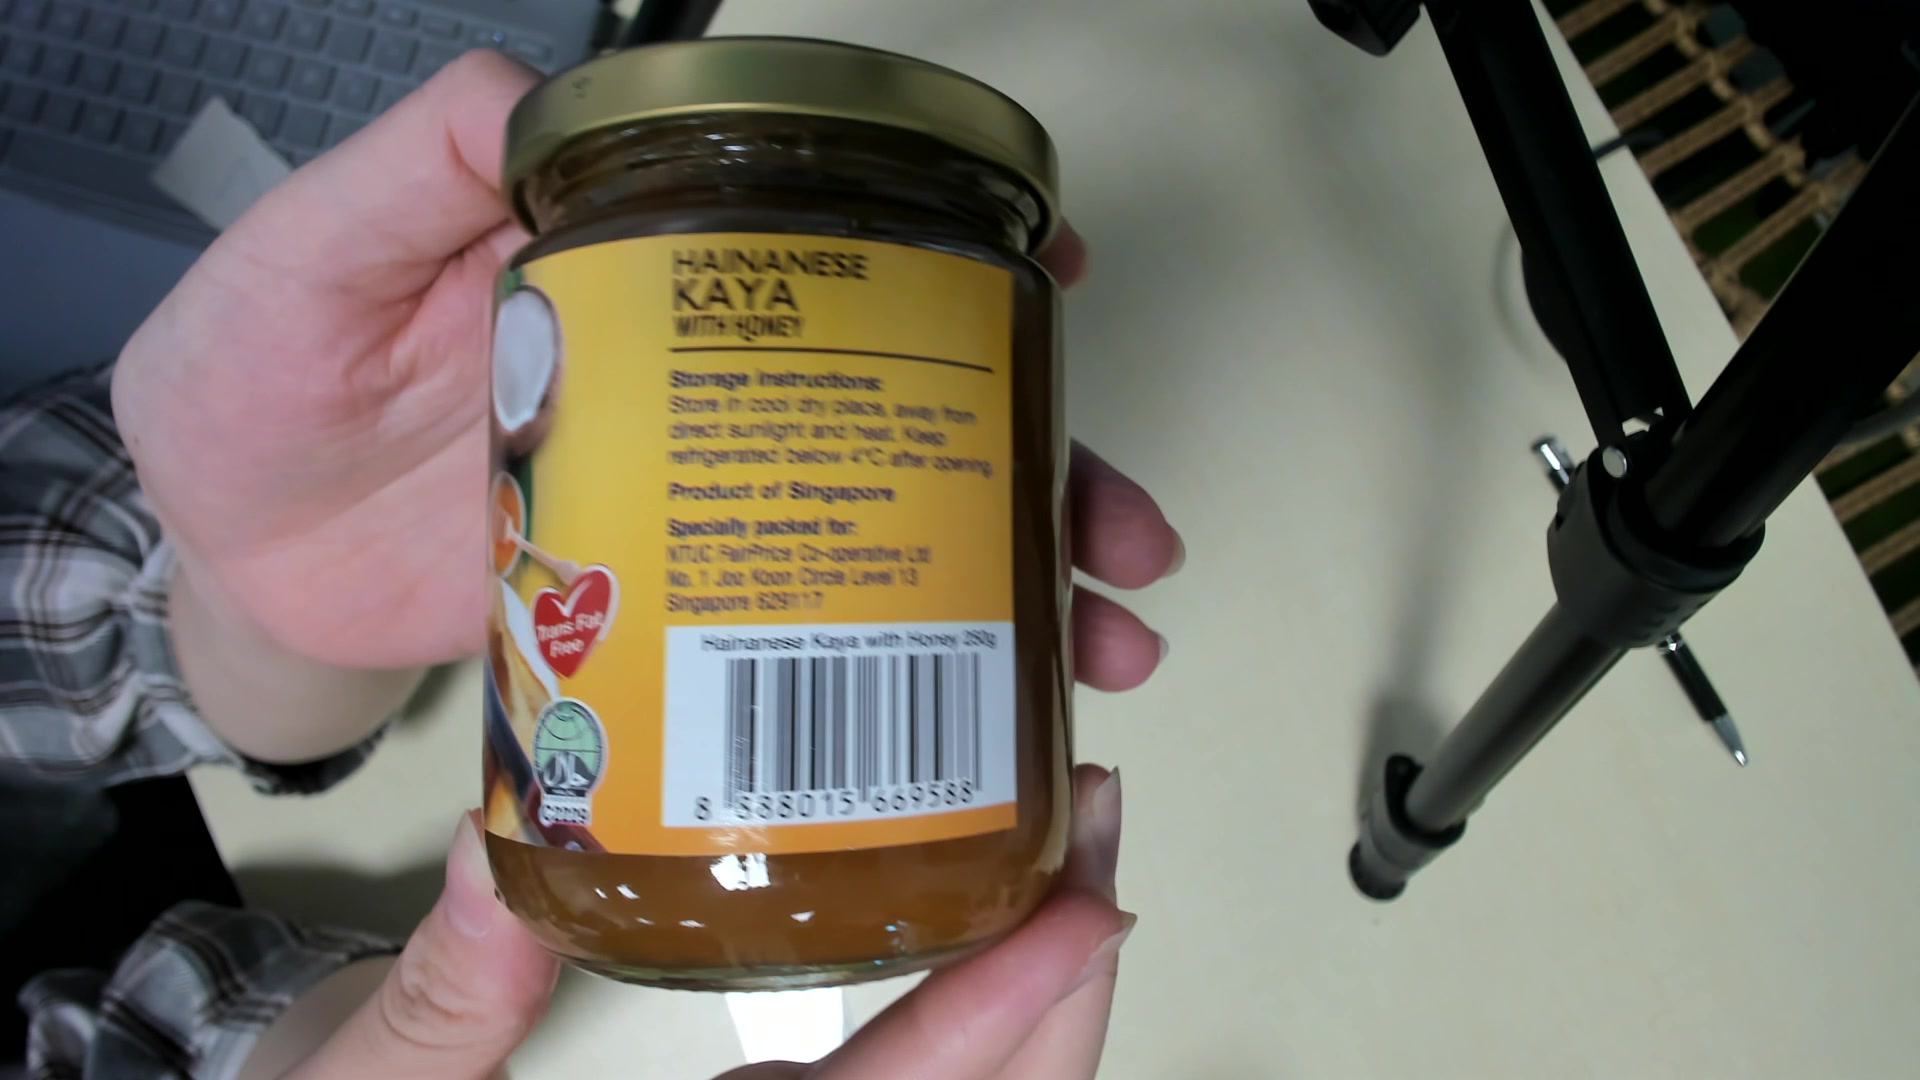 HAINANESE
KAYA
WITH HONEY
Storage Instructions:
Store in cool dry place, away from
direct sunlight and heat. Keep
refrigerated below 4°C after opening.
Product of Singapore
Specially packed for:
NTUC FairPrice Co-operative Ltd
No. 1 Joo Koon Circle Level 13
Singapore 629117
Trans Fat
Free
Hainanese Kaya with Honey
8 888015 669588